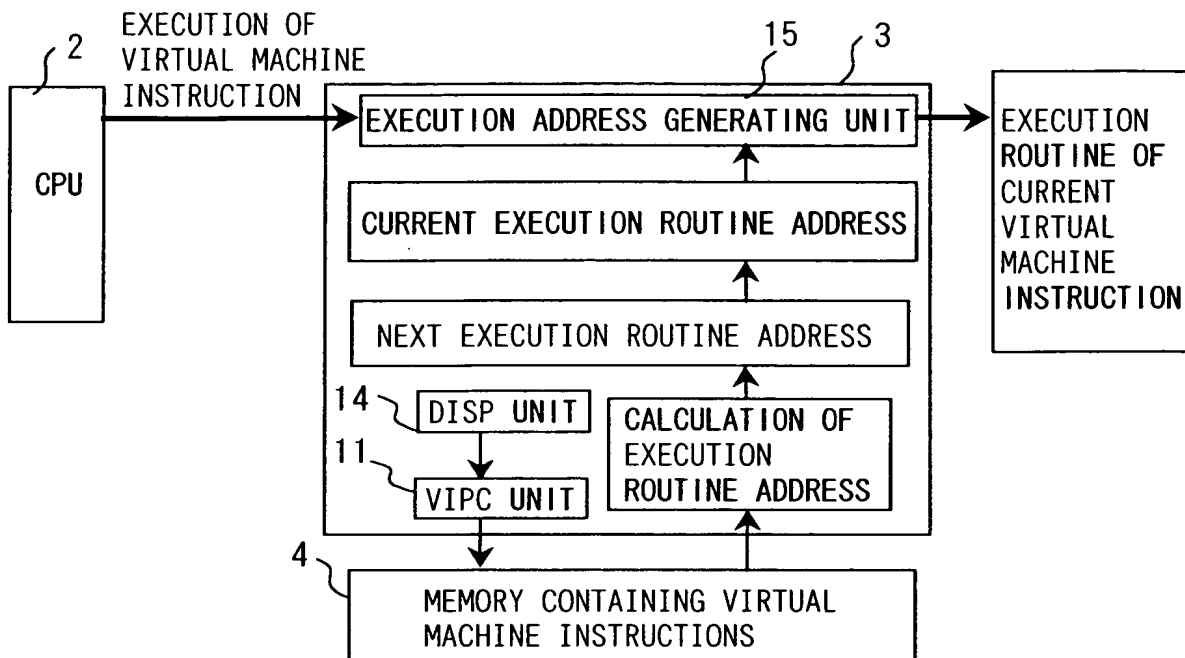 2
EXECUTION OF
VIRTUAL MACHINE
INSTRUCTION
15
3
CPU
EXECUTION ADDRESS GENERATING UNIT
EXECUTION
ROUTINE OF
CURRENT
VIRTUAL
MACHINE
INSTRUCTION
CURRENT EXECUTION ROUTINE ADDRESS
NEXT EXECUTION ROUTINE ADDRESS
14
DISP UNIT
11
VIPC UNIT
CALCULATION OF
EXECUTION
ROUTINE ADDRESS
4
MEMORY CONTAINING VIRTUAL
MACHINE INSTRUCTIONS